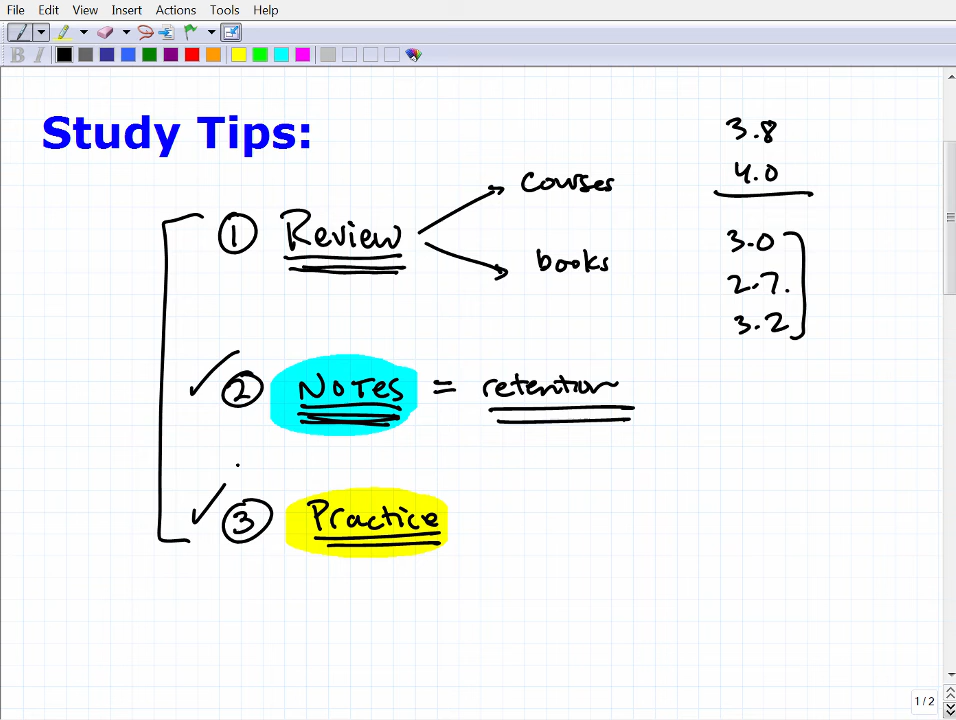 File Edit View Insert Actions Tools Help
B I
Study Tips:
① Review
courses
books
② NOTES = retention
③ Practice
3.8
4.0
3.0
2.7.
3.2
1 / 2